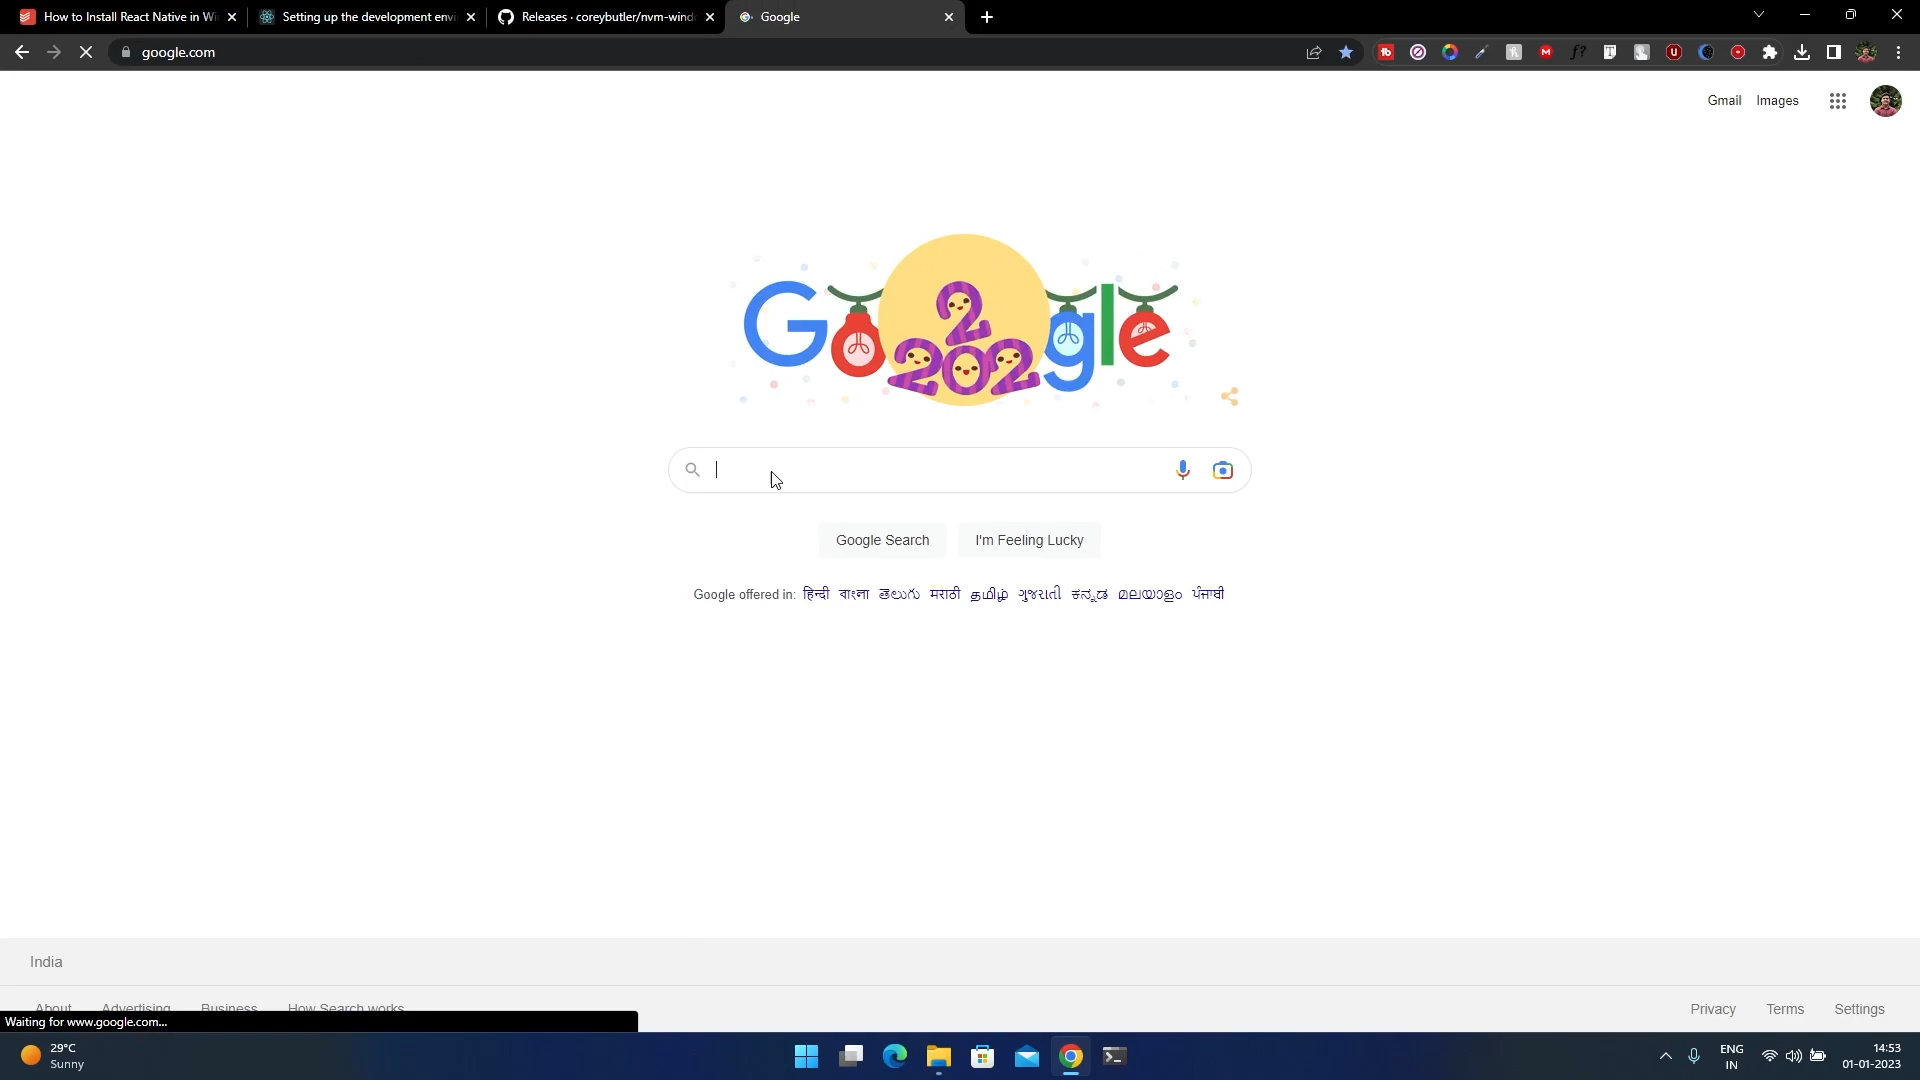 How to Install React Native in Wi
Setting up the development envi
Releases · coreybutler/nvm-wind
Google
google.com
Gmail
Images
Google
2
202
Google Search
I'm Feeling Lucky
Google offered in: हिन्दी বাংলা తెలుగు मराठी தமிழ் ગુજરાતી ಕನ್ನಡ മലയാളം ਪੰਜਾਬੀ
India
About
Advertising
Business
How Search works
Privacy
Terms
Settings
Waiting for www.google.com...
29°C
Sunny
ENG
IN
14:53
01-01-2023